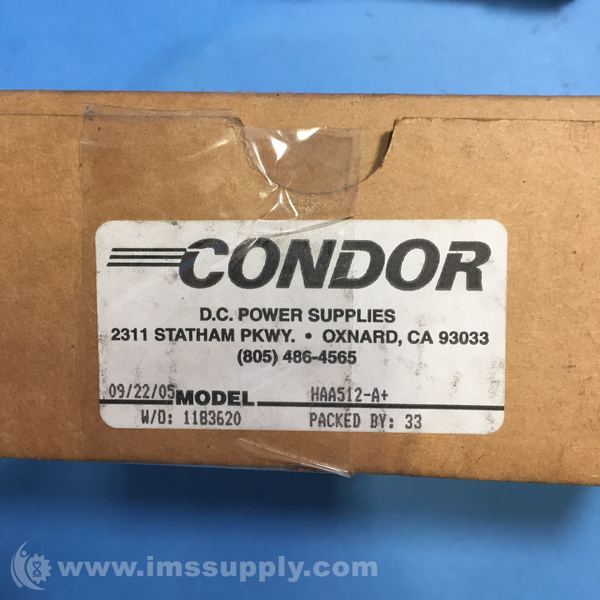 CONDOR
D.C. POWER SUPPLIES
2311 STATHAM PKWY. • OXNARD, CA 93033
(805) 486-4565
09/22/05 MODEL HAA512-A+
W/O: 1183620 PACKED BY: 33
www.imssupply.com